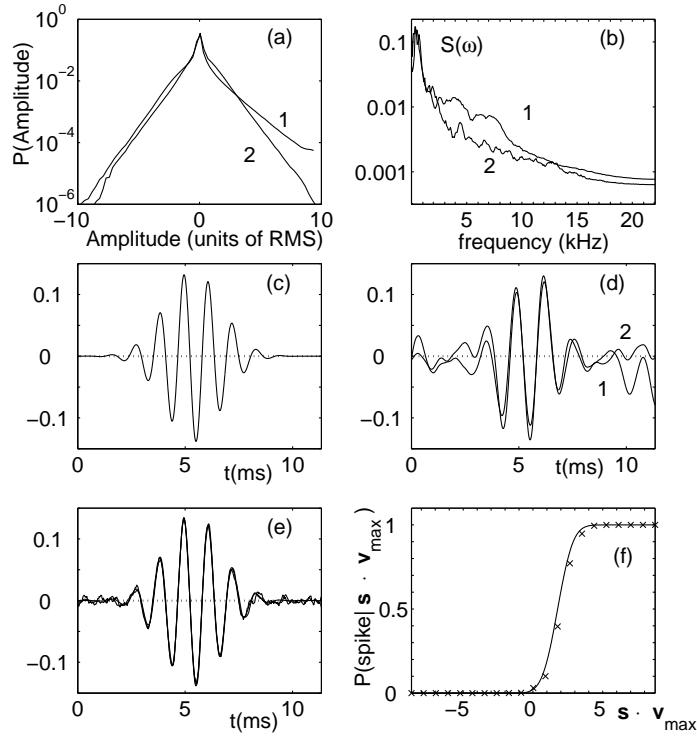 (a)
P(Amplitude)
10^0
10^-2
10^-4
10^-6
1
2
-10
0
10
Amplitude (units of RMS)
(b)
S(ω)
0.1
0.01
0.001
1
2
5
10
15
20
frequency (kHz)
(c)
0.1
0
−0.1
0
5
10
t(ms)
(d)
0.1
0
−0.1
2
1
0
5
10
t(ms)
(e)
0.1
0
−0.1
0
5
10
t(ms)
(f)
P(spike| s · v_max)
1
0.5
0
−5
0
5
s · v_max